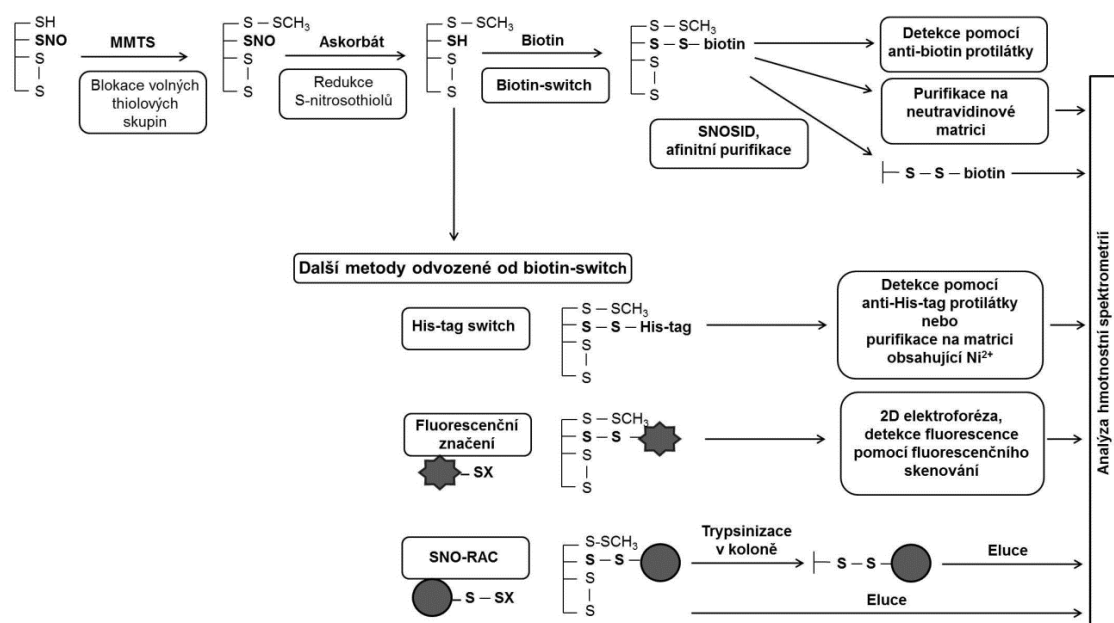 SH
SNO
S
S
MMTS
Blokace volných
thiolových
skupin
S – SCH₃
SNO
S
S
Askorbát
Redukce
S-nitrosothiolů
S – SCH₃
SH
S
S
Biotin
Biotin-switch
S – SCH₃
S – S – biotin
S
S
Detekce pomocí
anti-biotin protilátky
Purifikace na
neutravidinové
matrici
SNOSID,
afinitní purifikace
S – S – biotin
Analýza hmotnostní spektrometrií
Další metody odvozené od biotin-switch
His-tag switch
S – SCH₃
S – S – His-tag
S
S
Detekce pomocí
anti-His-tag protilátky
nebo
purifikace na matrici
obsahující Ni²⁺
Fluorescenční
značení
SX
S – SCH₃
S – S
S
S
2D elektroforéza,
detekce fluorescence
pomocí fluorescenčního
skenování
SNO-RAC
S – SX
S-SCH₃
S – S
S
S
Trypsinizace
v koloně
S – S
Eluce
Eluce